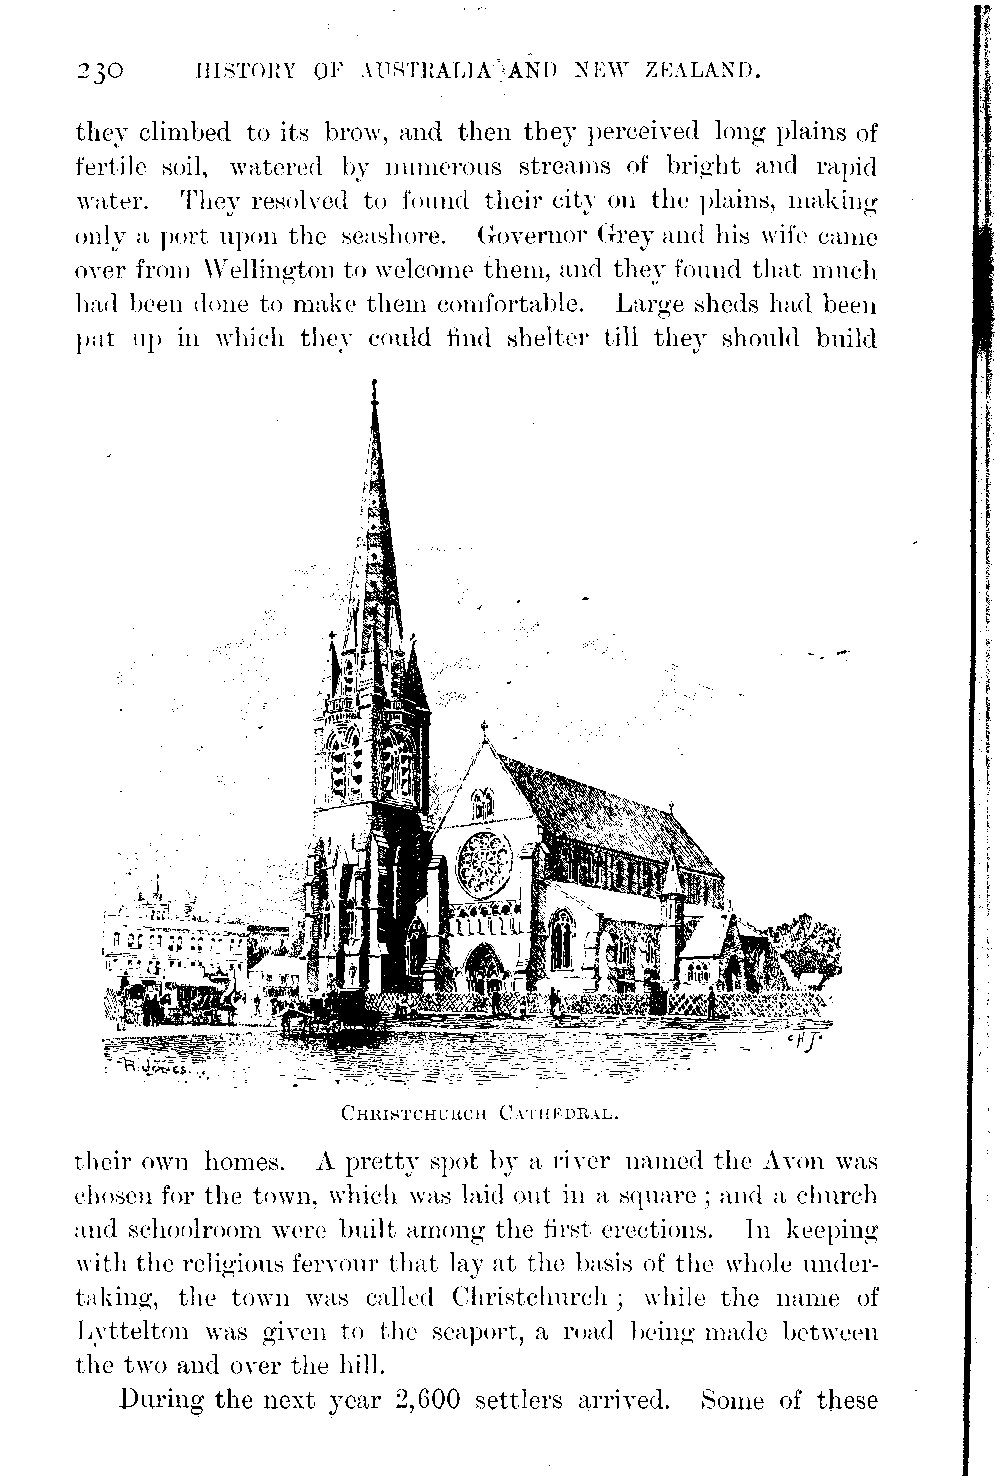 230 HISTORY OF AUSTRALIA AND NEW ZEALAND.
they climbed to its brow, and then they perceived long plains of
fertile soil, watered by numerous streams of bright and rapid
water. They resolved to found their city on the plains, making
only a port upon the seashore. Governor Grey and his wife came
over from Wellington to welcome them, and they found that much
had been done to make them comfortable. Large sheds had been
put up in which they could find shelter till they should build
R. Jones.
CHJ.
CHRISTCHURCH CATHEDRAL.
their own homes. A pretty spot by a river named the Avon was
chosen for the town, which was laid out in a square; and a church
and schoolroom were built among the first erections. In keeping
with the religious fervour that lay at the basis of the whole under-
taking, the town was called Christchurch; while the name of
Lyttelton was given to the seaport, a road being made between
the two and over the hill.
During the next year 2,600 settlers arrived. Some of these